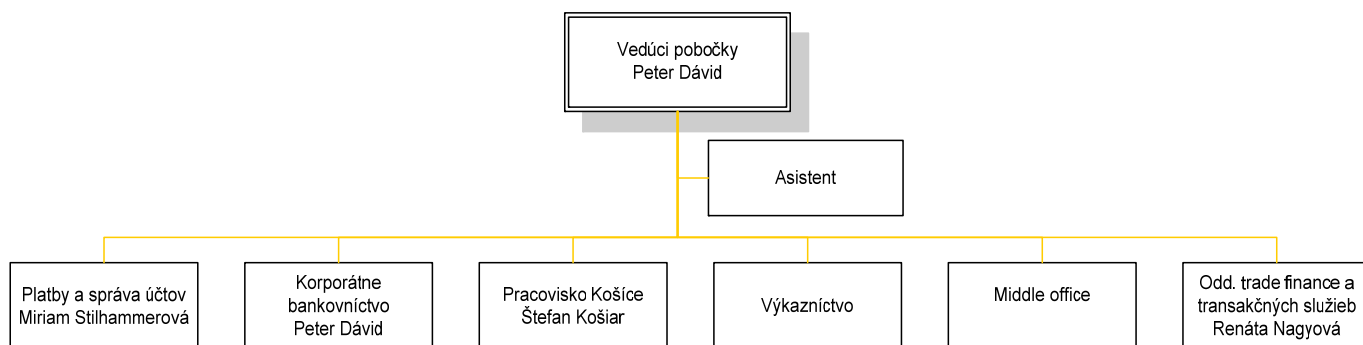 Vedúci pobočky
Peter Dávid
Asistent
Platby a správa účtov
Miriam Stilhammerová
Korporátne
bankovníctvo
Peter Dávid
Pracovisko Košíce
Štefan Košiar
Výkazníctvo
Middle office
Odd. trade finance a
transakčných služieb
Renáta Nagyová